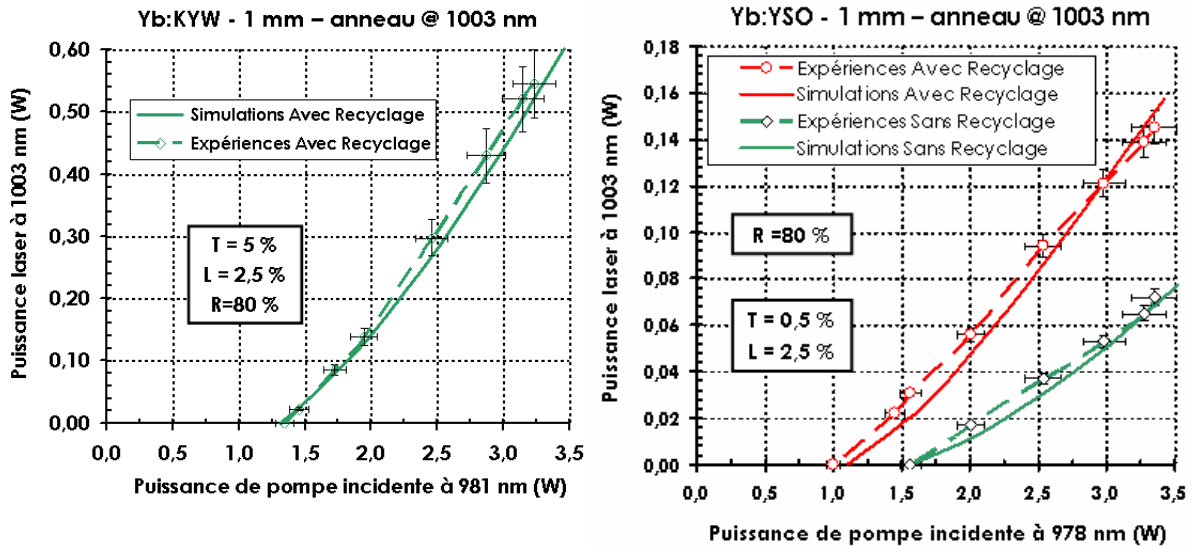 Yb:KYW - 1 mm – anneau @ 1003 nm
Puissance laser à 1003 nm (W)
0,60
0,50
0,40
0,30
0,20
0,10
0,00
Simulations Avec Recyclage
Expériences Avec Recyclage
T = 5 %
L = 2,5 %
R=80 %
0,0 0,5 1,0 1,5 2,0 2,5 3,0 3,5
Puissance de pompe incidente à 981 nm (W)
Yb:YSO - 1 mm – anneau @ 1003 nm
Puissance laser à 1003 nm (W)
0,18
0,16
0,14
0,12
0,10
0,08
0,06
0,04
0,02
0,00
Expériences Avec Recyclage
Simulations Avec Recyclage
Expériences Sans Recyclage
Simulations Sans Recyclage
R =80 %
T = 0,5 %
L = 2,5 %
0,0 0,5 1,0 1,5 2,0 2,5 3,0 3,5
Puissance de pompe incidente à 978 nm (W)